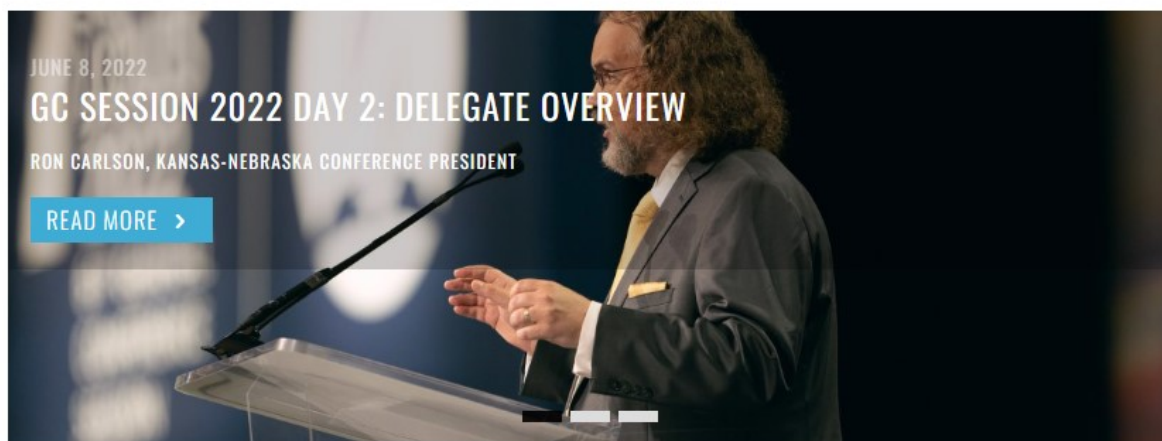 JUNE 8, 2022
GC SESSION 2022 DAY 2: DELEGATE OVERVIEW
RON CARLSON, KANSAS-NEBRASKA CONFERENCE PRESIDENT
READ MORE